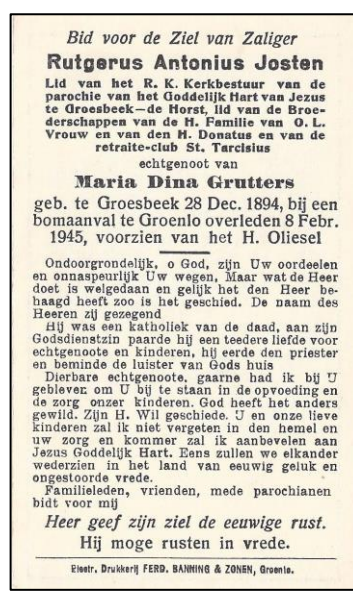 Bid voor de Ziel van Zaliger
Rutgerus Antonius Josten
Lid van het R. K. Kerkbestuur van de
parochie van het Goddelijk Hart van Jezus
te Groesbeek—de Horst, lid van de Broe-
derschappen van de H. Familie van O. L.
Vrouw en van den H. Donatus en van de
retraite-club St. Tarcisius
echtgenoot van
Maria Dina Grutters
geb. te Groesbeek 28 Dec. 1894, bij een
bomaanval te Groenlo overleden 8 Febr.
1945, voorzien van het H. Oliesel
Ondoorgrondelijk, o God, zijn Uw oordeelen
en onnaspeurlijk Uw wegen, Maar wat de Heer
doet is welgedaan en gelijk het den Heer be-
haagd heeft zoo is het geschied. De naam des
Heeren zij gezegend
Hij was een katholiek van de daad, aan zijn
Godsdienstzin paarde hij een teedere liefde voor
echtgenoote en kinderen, hij eerde den priester
en beminde de luister van Gods huis
Dierbare echtgenoote, gaarne had ik bij U
gebleven om U bij te staan in de opvoeding en
de zorg onzer kinderen. God heeft het anders
gewild. Zijn H. Wil geschiede. U en onze lieve
kinderen zal ik niet vergeten in den hemel en
uw zorg en kommer zal ik aanbevelen aan
Jezus Goddelijk Hart. Eens zullen we elkander
wederzien in het land van eeuwig geluk en
ongestoorde vrede.
Familieleden, vrienden, mede parochianen
bidt voor mij
Heer geef zijn ziel de eeuwige rust.
Hij moge rusten in vrede.
Electr. Drukkerij FERD. BANNING & ZONEN, Groenlo.